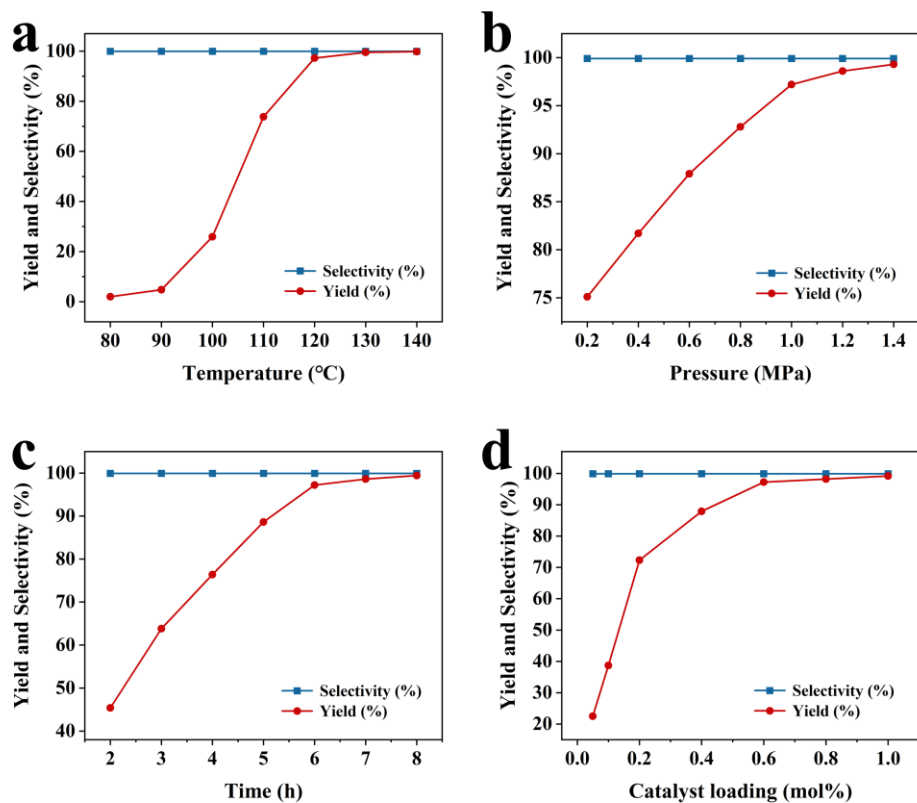 a
Yield and Selectivity (%)
100
80
60
40
20
0
Selectivity (%)
Yield (%)
80 90 100 110 120 130 140
Temperature (℃)
b
Yield and Selectivity (%)
100
95
90
85
80
75
Selectivity (%)
Yield (%)
0.2 0.4 0.6 0.8 1.0 1.2 1.4
Pressure (MPa)
c
Yield and Selectivity (%)
100
90
80
70
60
50
40
Selectivity (%)
Yield (%)
2 3 4 5 6 7 8
Time (h)
d
Yield and Selectivity (%)
100
90
80
70
60
50
40
30
20
Selectivity (%)
Yield (%)
0.0 0.2 0.4 0.6 0.8 1.0
Catalyst loading (mol%)